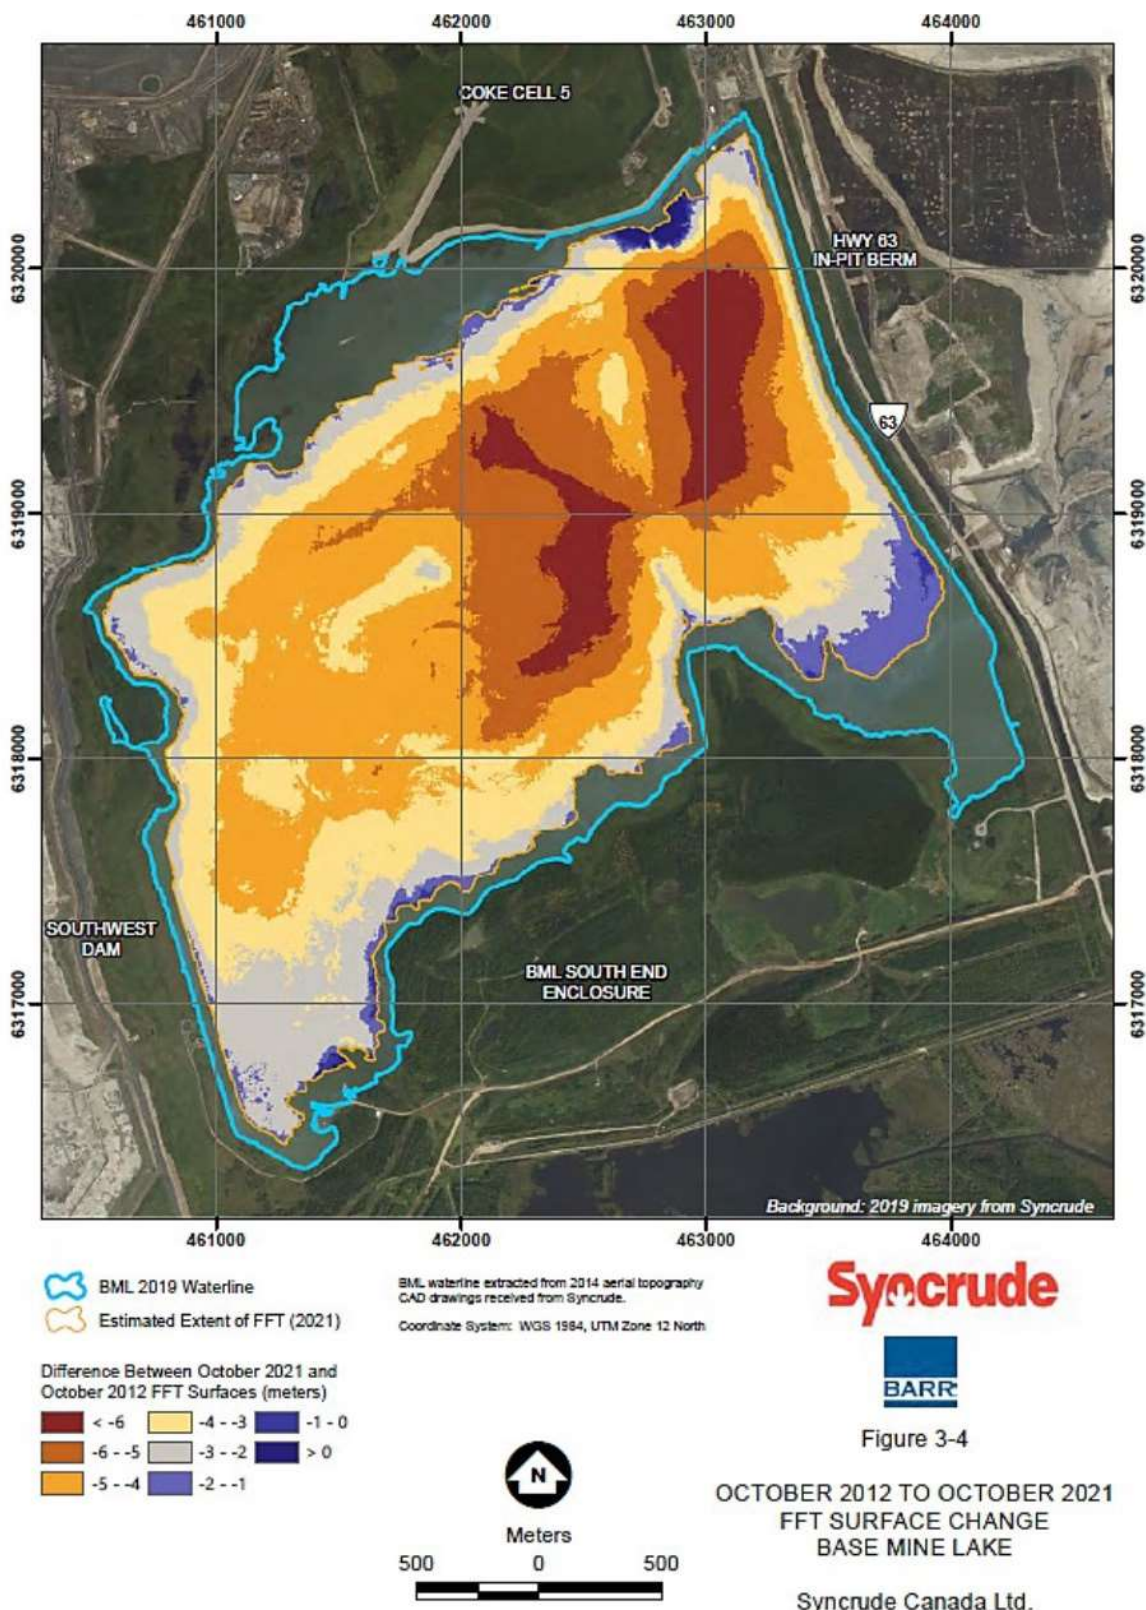 461000 462000 463000 464000
COKE CELL 5
HWY 63
IN-PIT BERM
6320000 6320000
63
6319000 6319000
6318000 6318000
SOUTHWEST
DAM
BML SOUTH END
ENCLOSURE
6317000 6317000
Background: 2019 imagery from Syncrude
461000 462000 463000 464000
BML 2019 Waterline
Estimated Extent of FFT (2021)
BML waterline extracted from 2014 aerial topography
CAD drawings received from Syncrude.
Coordinate System: WGS 1984, UTM Zone 12 North
Difference Between October 2021 and
October 2012 FFT Surfaces (meters)
< -6 -4 - -3 -1 - 0
-6 - -5 -3 - -2 > 0
-5 - -4 -2 - -1
N
Meters
500 0 500
Syncrude
BARR
Figure 3-4
OCTOBER 2012 TO OCTOBER 2021
FFT SURFACE CHANGE
BASE MINE LAKE
Syncrude Canada Ltd.